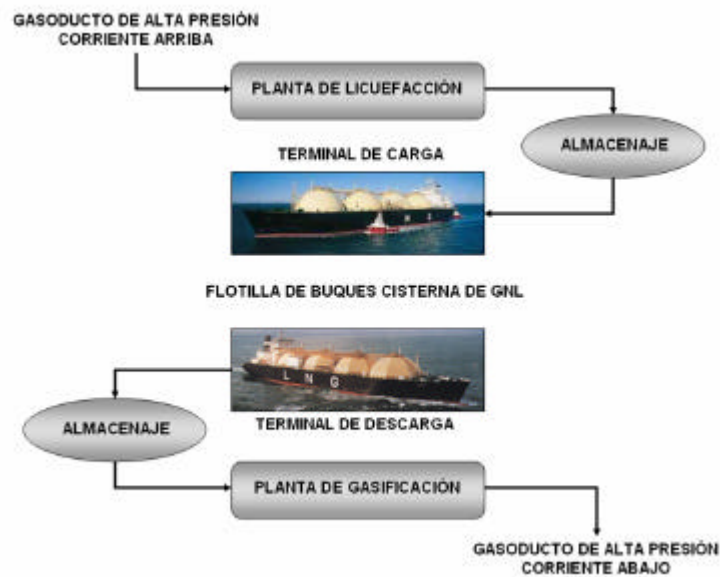 GASODUCTO DE ALTA PRESIÓN
CORRIENTE ARRIBA
PLANTA DE LICUEFACCIÓN
ALMACENAJE
TERMINAL DE CARGA
FLOTILLA DE BUQUES CISTERNA DE GNL
L N G
TERMINAL DE DESCARGA
ALMACENAJE
PLANTA DE GASIFICACIÓN
GASODUCTO DE ALTA PRESIÓN
CORRIENTE ABAJO